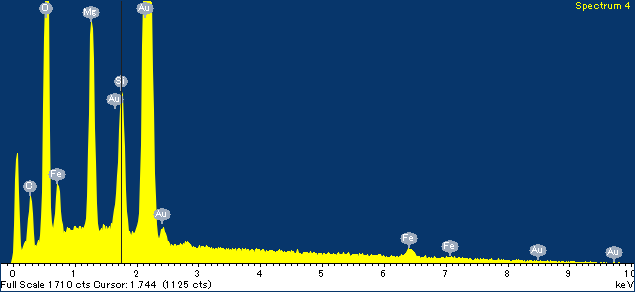 Spectrum 4
O Mg Au
Si
Au
Fe
O
Au
Fe Fe Au Au
0 1 2 3 4 5 6 7 8 9 10
Full Scale 1710 cts Cursor: 1.744 (1125 cts) keV